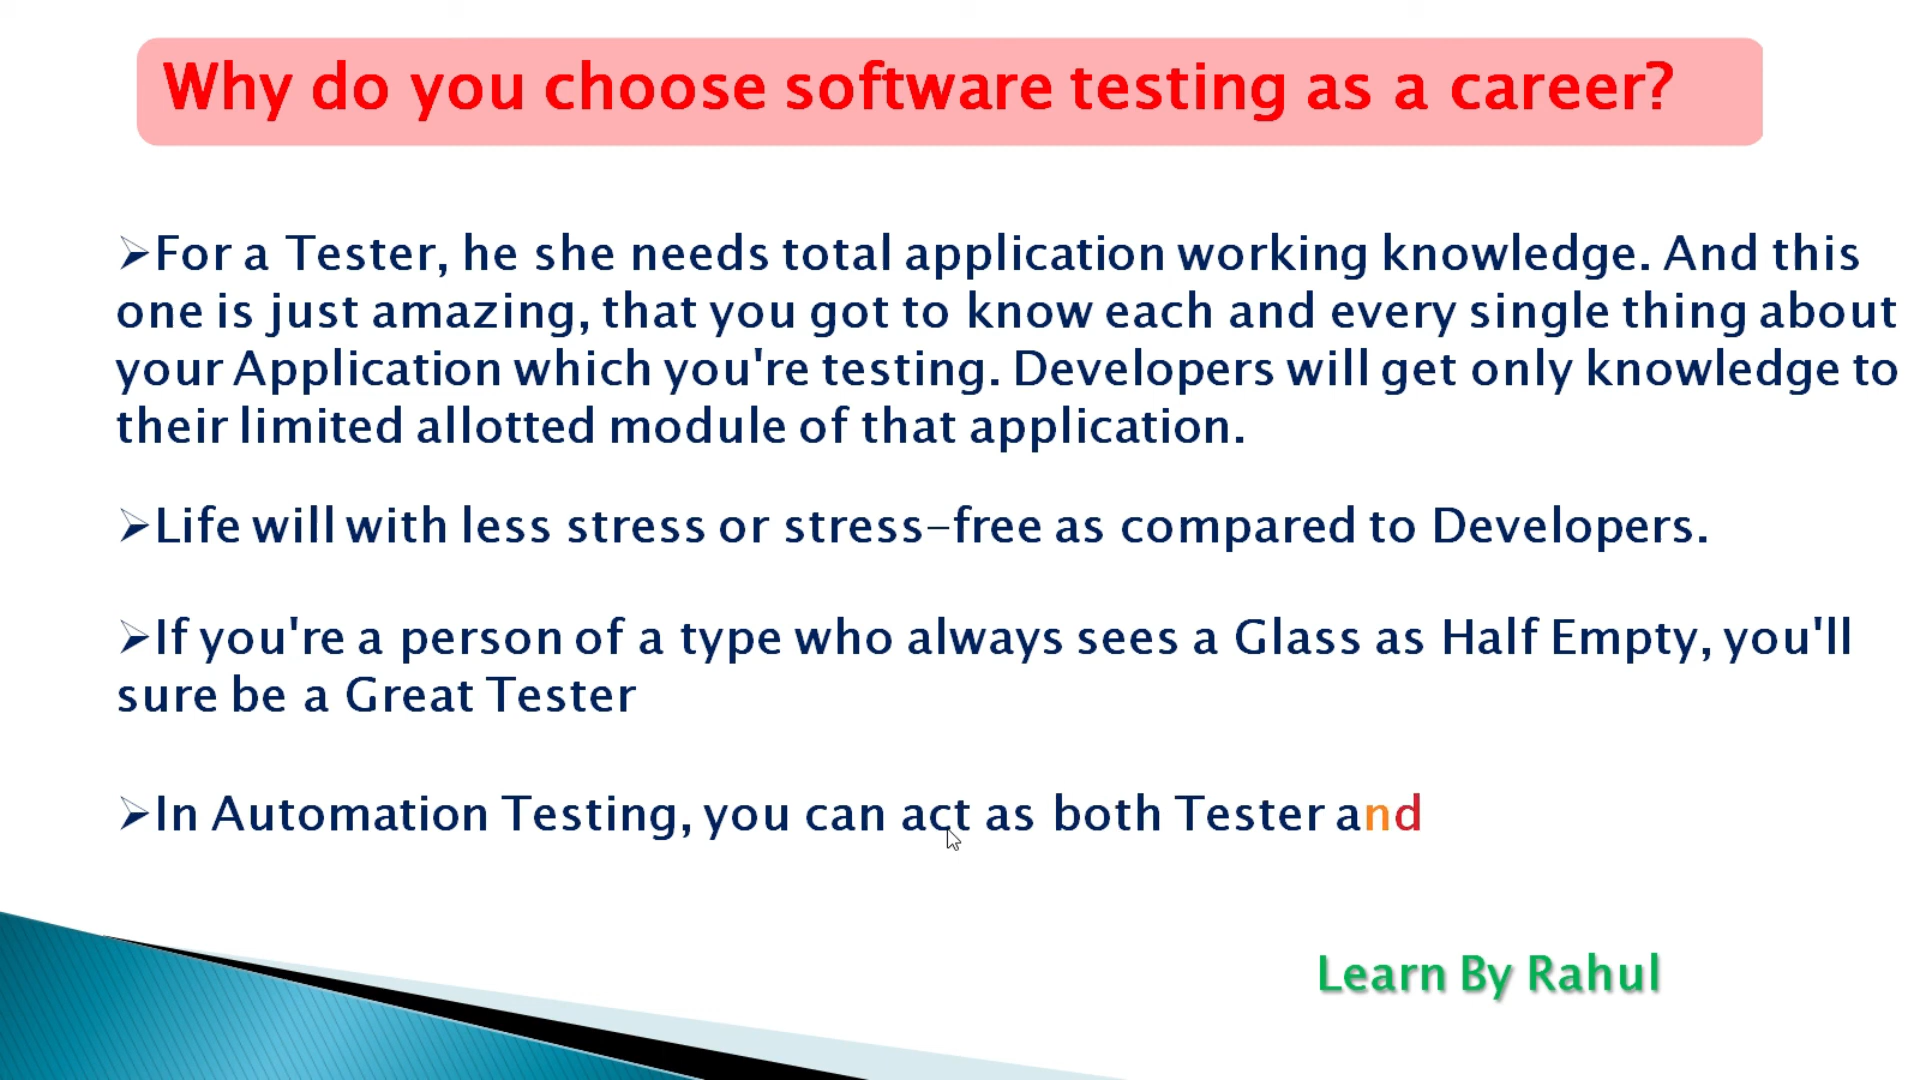 Why do you choose software testing as a career?
➢For a Tester, he she needs total application working knowledge. And this
one is just amazing, that you got to know each and every single thing about
your Application which you're testing. Developers will get only knowledge to
their limited allotted module of that application.
➢Life will with less stress or stress-free as compared to Developers.
➢If you're a person of a type who always sees a Glass as Half Empty, you'll
sure be a Great Tester
➢In Automation Testing, you can act as both Tester and
Learn By Rahul